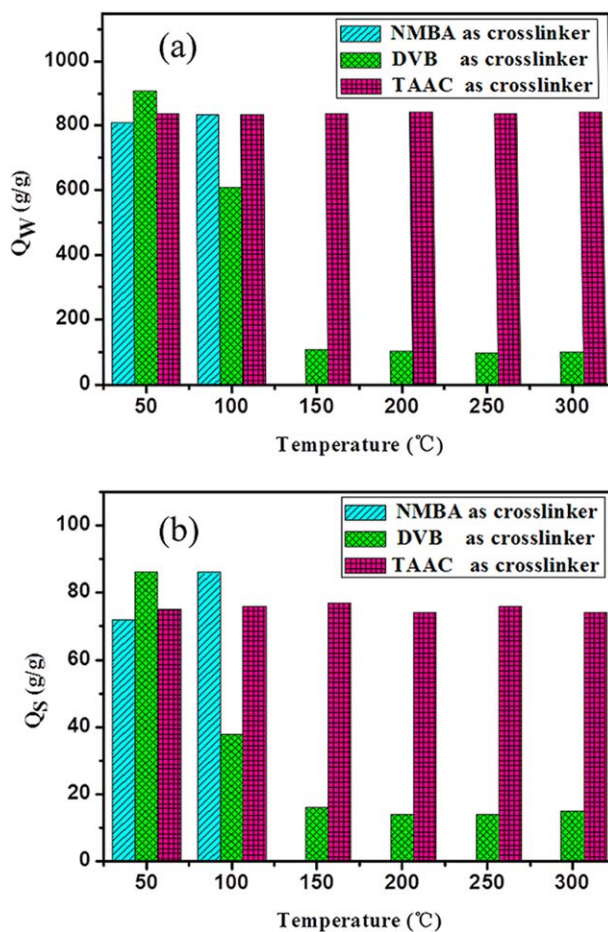 (a)
NMBA as crosslinker
DVB as crosslinker
TAAC as crosslinker
1000
800
600
400
200
0
QW (g/g)
50 100 150 200 250 300
Temperature (℃)
(b)
NMBA as crosslinker
DVB as crosslinker
TAAC as crosslinker
100
80
60
40
20
0
QS (g/g)
50 100 150 200 250 300
Temperature (℃)